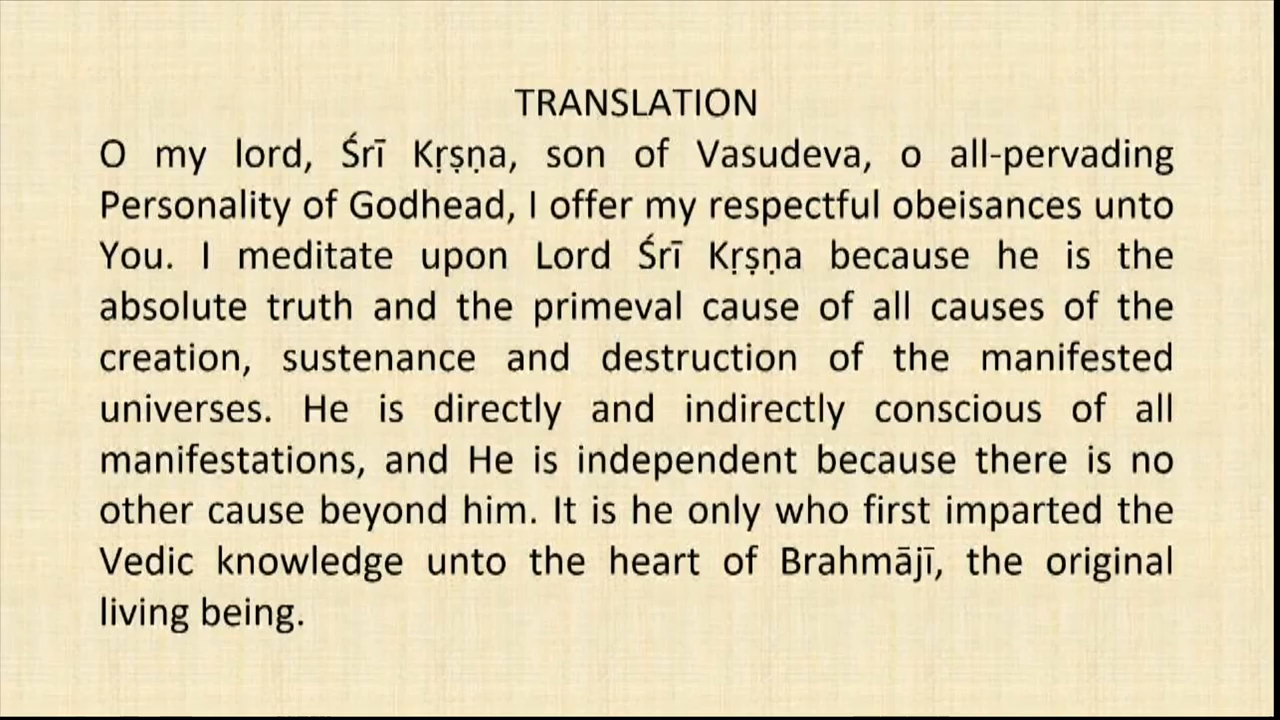 TRANSLATION
O my lord, Śrī Kṛṣṇa, son of Vasudeva, o all-pervading
Personality of Godhead, I offer my respectful obeisances unto
You. I meditate upon Lord Śrī Kṛṣṇa because he is the
absolute truth and the primeval cause of all causes of the
creation, sustenance and destruction of the manifested
universes. He is directly and indirectly conscious of all
manifestations, and He is independent because there is no
other cause beyond him. It is he only who first imparted the
Vedic knowledge unto the heart of Brahmājī, the original
living being.